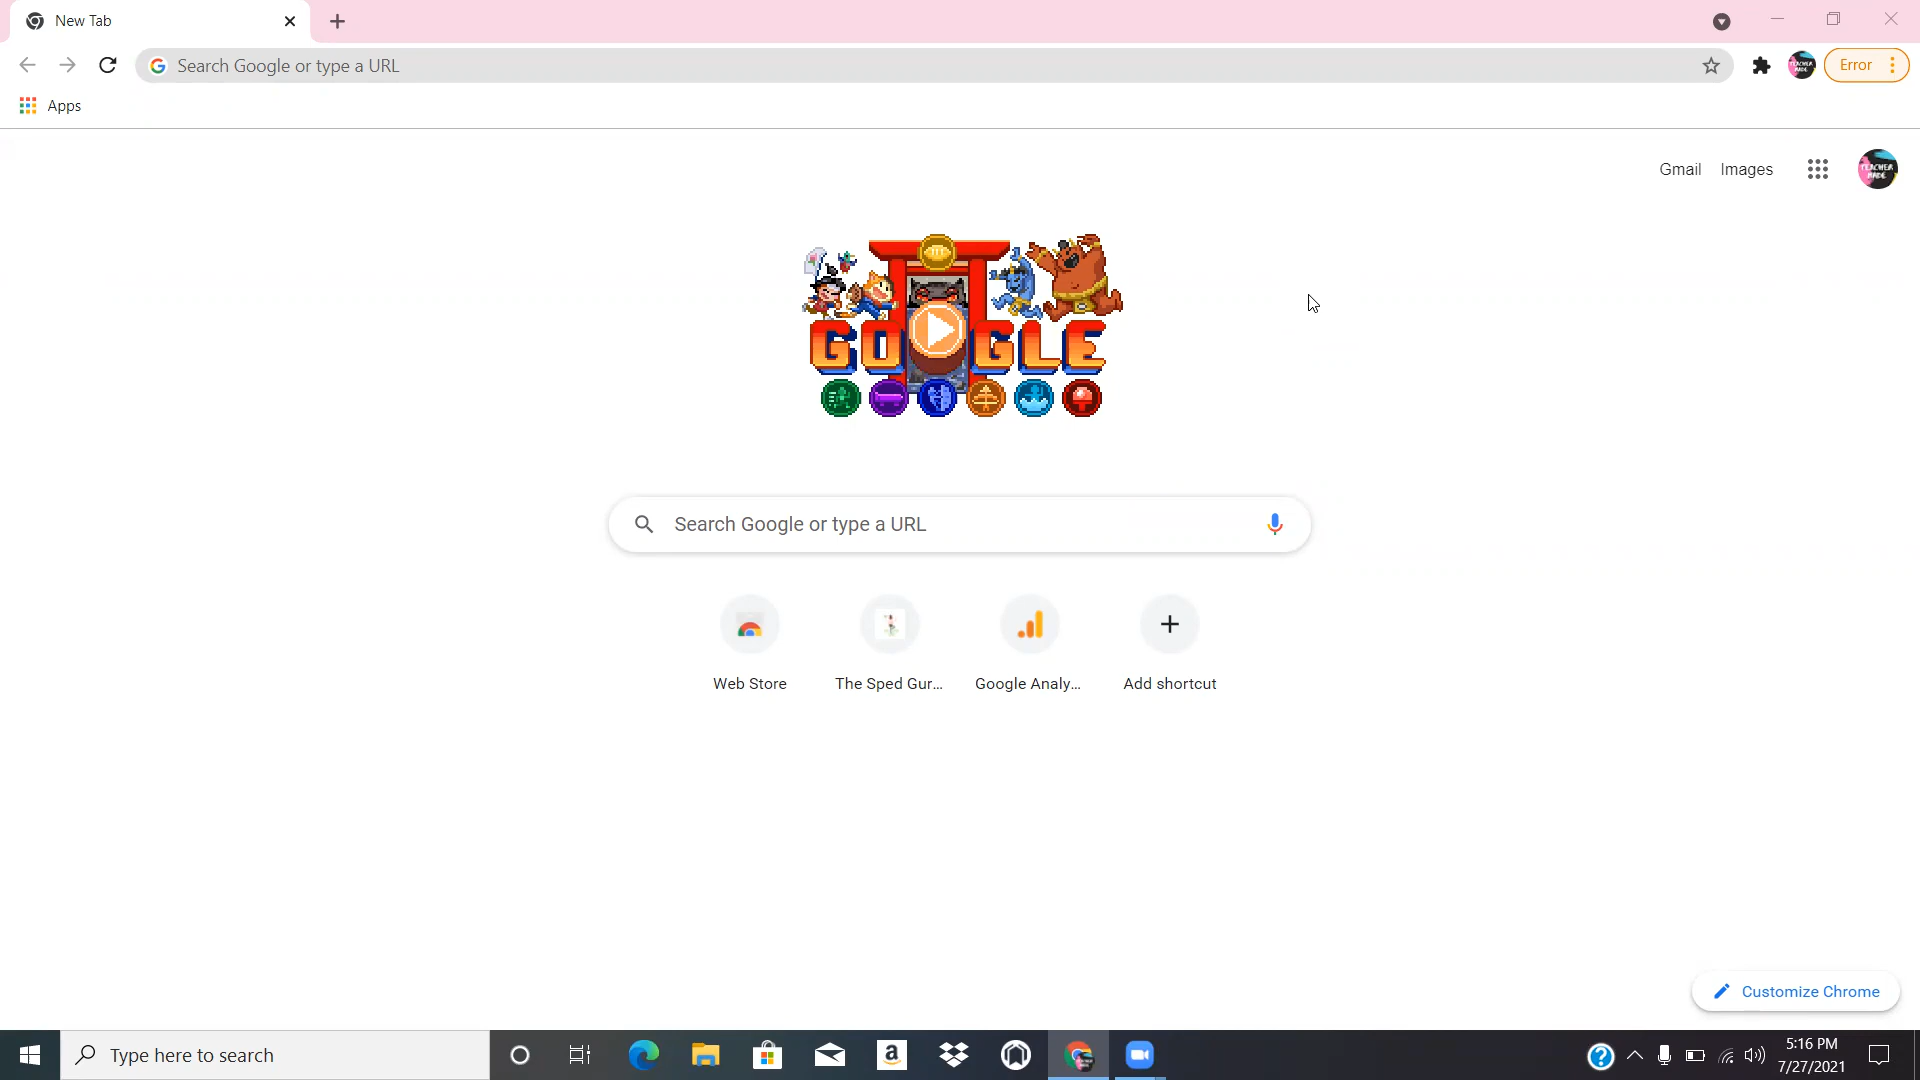 New Tab
Search Google or type a URL
Error
Apps
Gmail Images
TEACHER
MADE
GOOGLE
Search Google or type a URL
Web Store The Sped Gur... Google Analy... Add shortcut
Customize Chrome
Type here to search
5:16 PM
7/27/2021